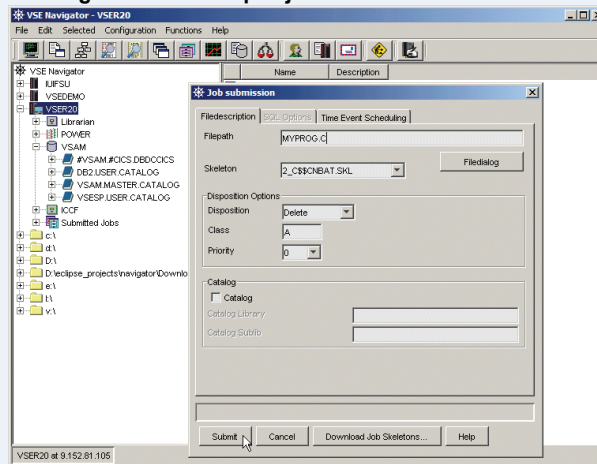 VSE Navigator - VSER20
File Edit Selected Configuration Functions Help
Name Description
VSE Navigator
IUIFSU
VSEDEMO
VSER20
Librarian
POWER
VSAM
#VSAM.#CICS.DBDCCICS
DB2.USER.CATALOG
VSAM.MASTER.CATALOG
VSESP.USER.CATALOG
ICCF
Submitted Jobs
c:\
d:\
D:\
D:\eclipse_projects\navigator\Downlo
e:\
v:\
Job submission
Filedescription SQL Options Time Event Scheduling
Filepath MYPROG.C
Skeleton 2_C$$CNBAT.SKL Filedialog
Disposition Options
Disposition Delete
Class A
Priority 0
Catalog
Catalog
Catalog Library
Catalog Sublib
Submit Cancel Download Job Skeletons... Help
VSER20 at 9.152.81.105